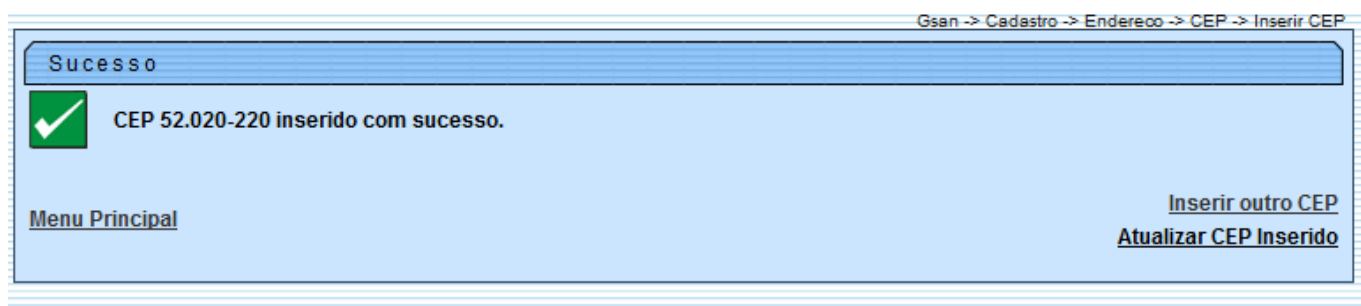 Gsan -> Cadastro -> Endereco -> CEP -> Inserir CEP
Sucesso
CEP 52.020-220 inserido com sucesso.
Inserir outro CEP
Menu Principal
Atualizar CEP Inserido